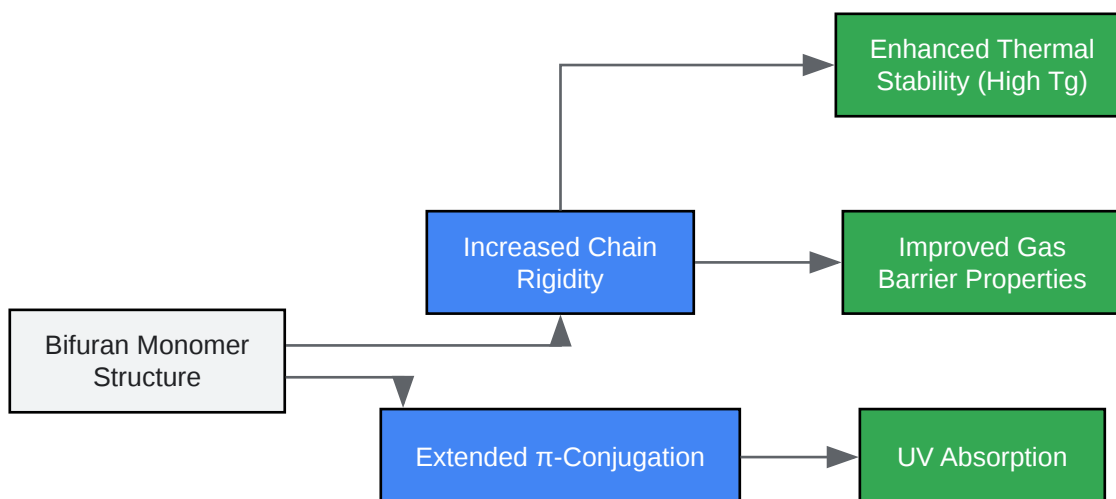 Enhanced Thermal
Stability (High Tg)
Increased Chain
Rigidity
Improved Gas
Barrier Properties
Bifuran Monomer
Structure
Extended π-Conjugation
UV Absorption